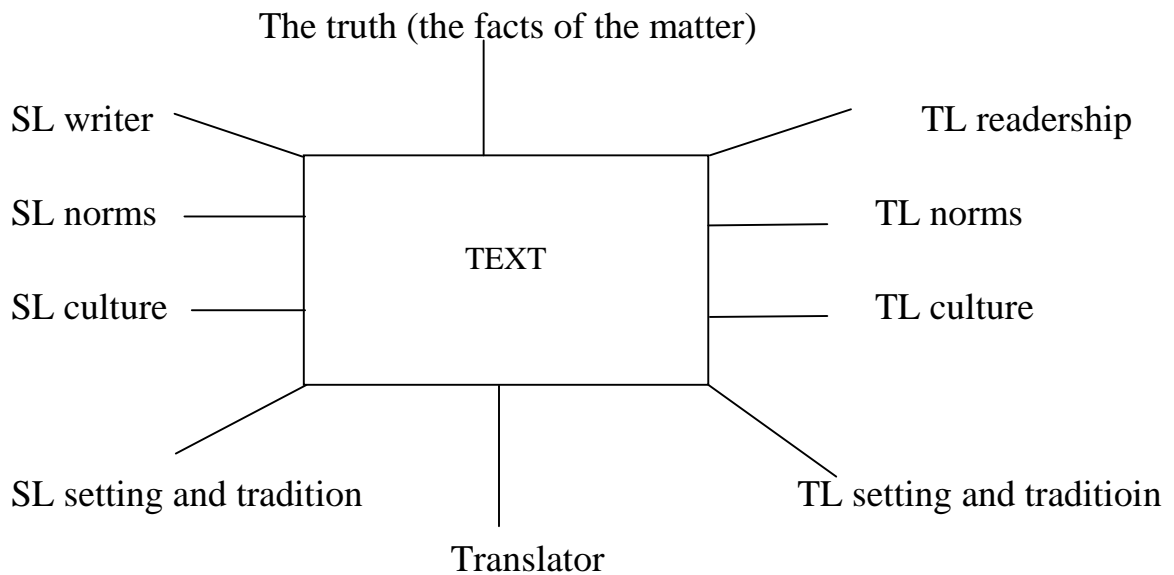 The truth (the facts of the matter)
SL writer
TL readership
SL norms
TL norms
TEXT
SL culture
TL culture
SL setting and tradition
TL setting and traditioin
Translator